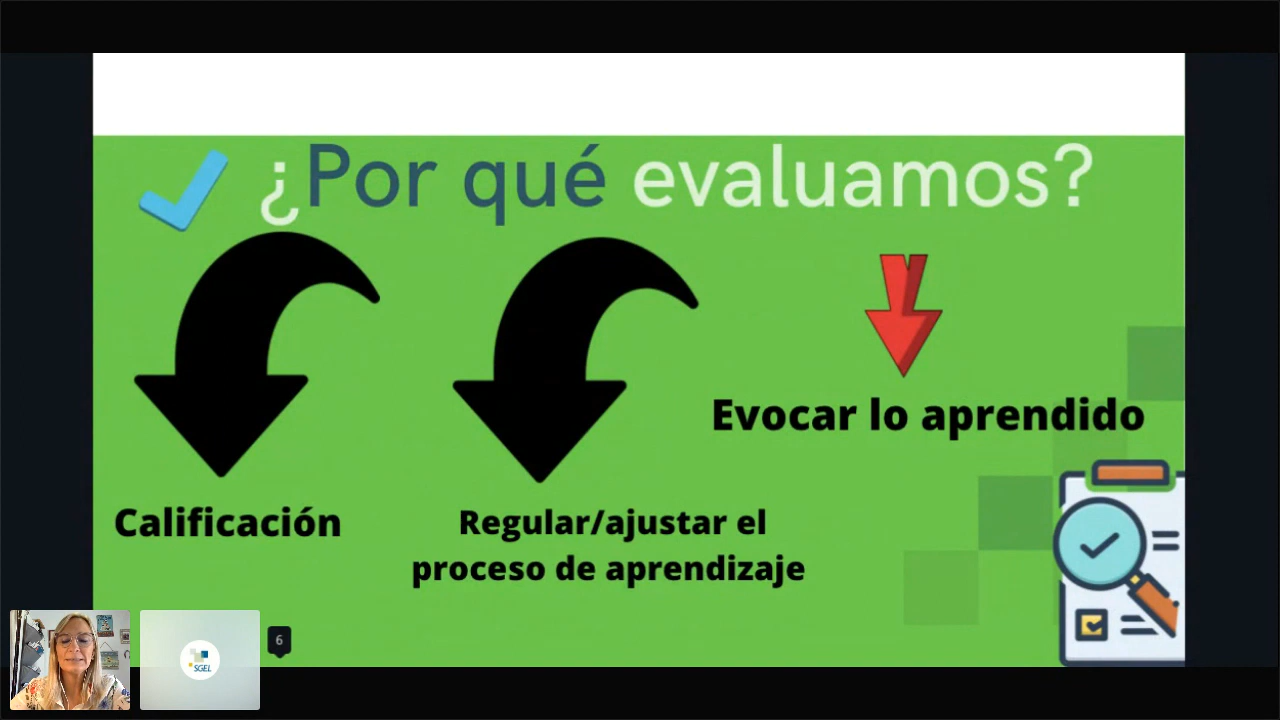 ¿Por qué evaluamos?
Evocar lo aprendido
Calificación
Regular/ajustar el
proceso de aprendizaje
6
SGEL